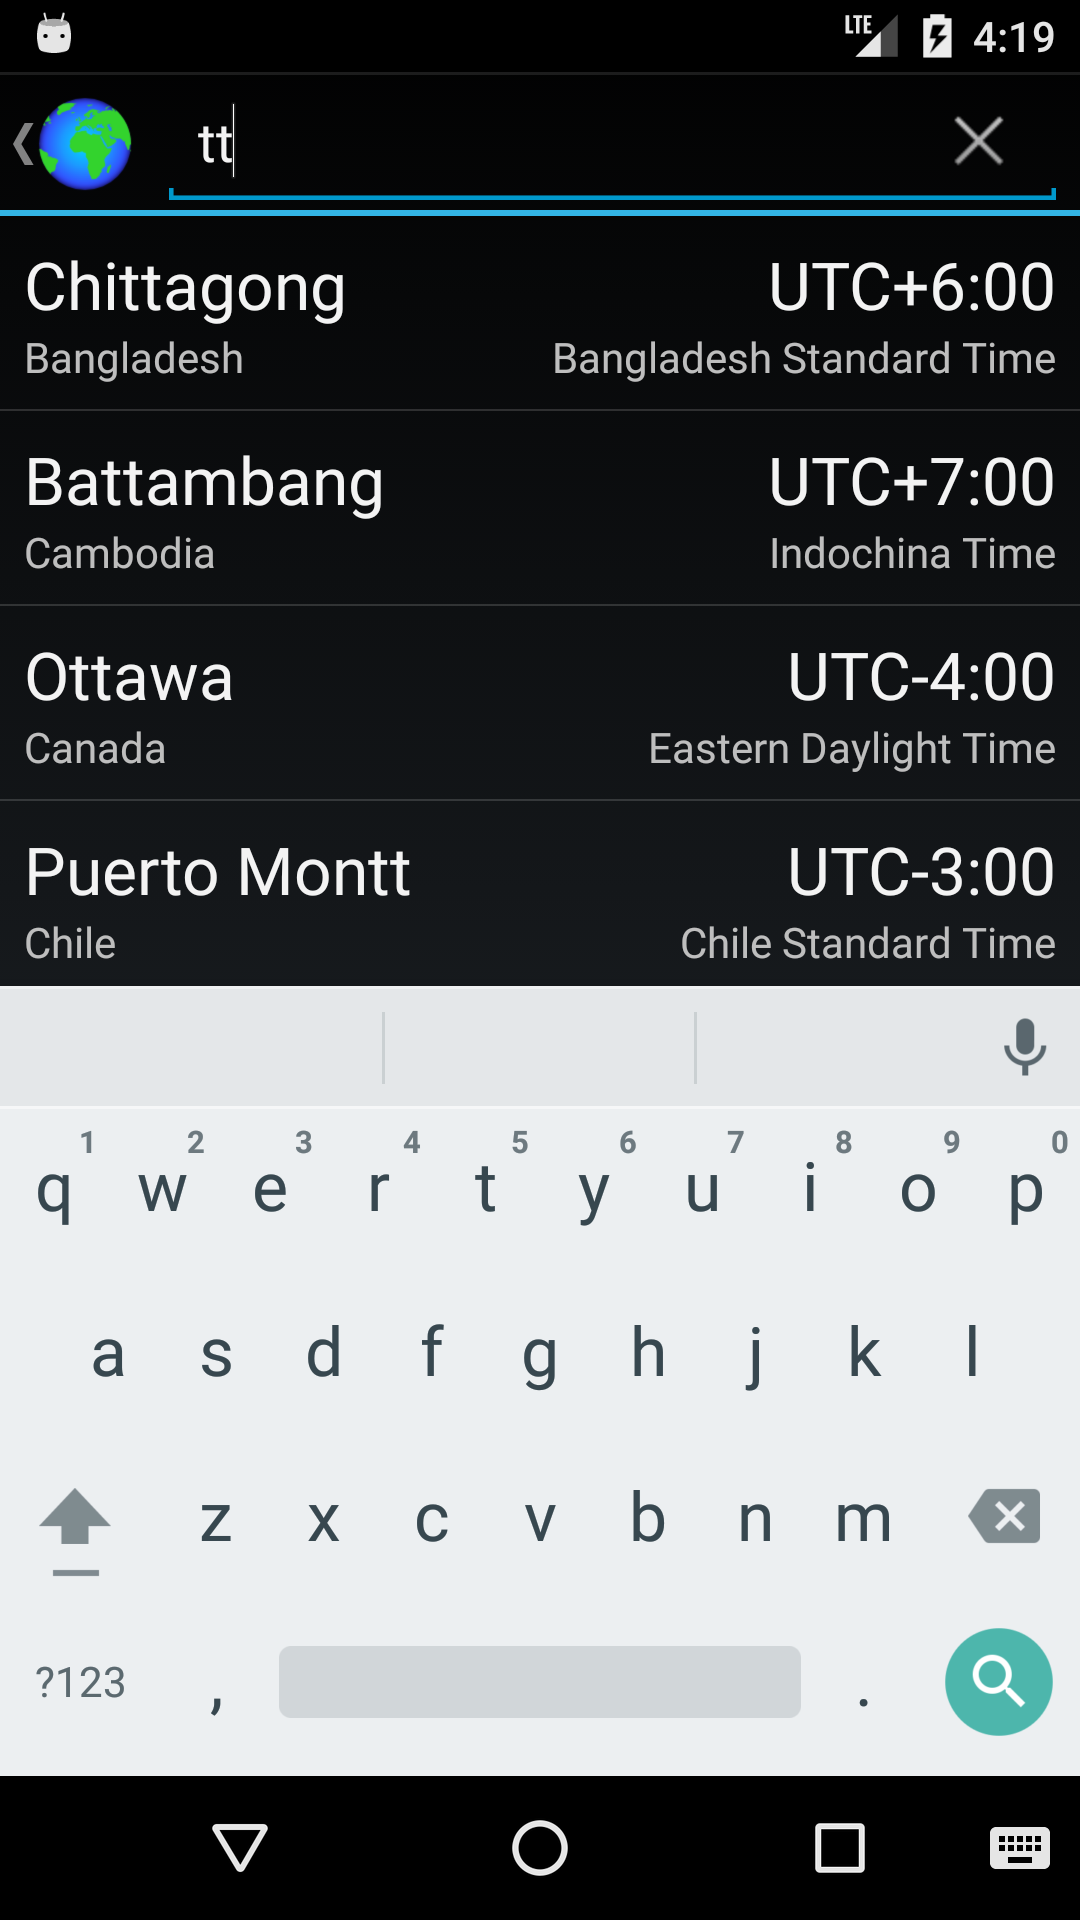 LTE 4:19
tt
Chittagong UTC+6:00
Bangladesh Bangladesh Standard Time
Battambang UTC+7:00
Cambodia Indochina Time
Ottawa UTC-4:00
Canada Eastern Daylight Time
Puerto Montt UTC-3:00
Chile Chile Standard Time
1 2 3 4 5 6 7 8 9 0
q w e r t y u i o p
a s d f g h j k l
z x c v b n m
?123 , .